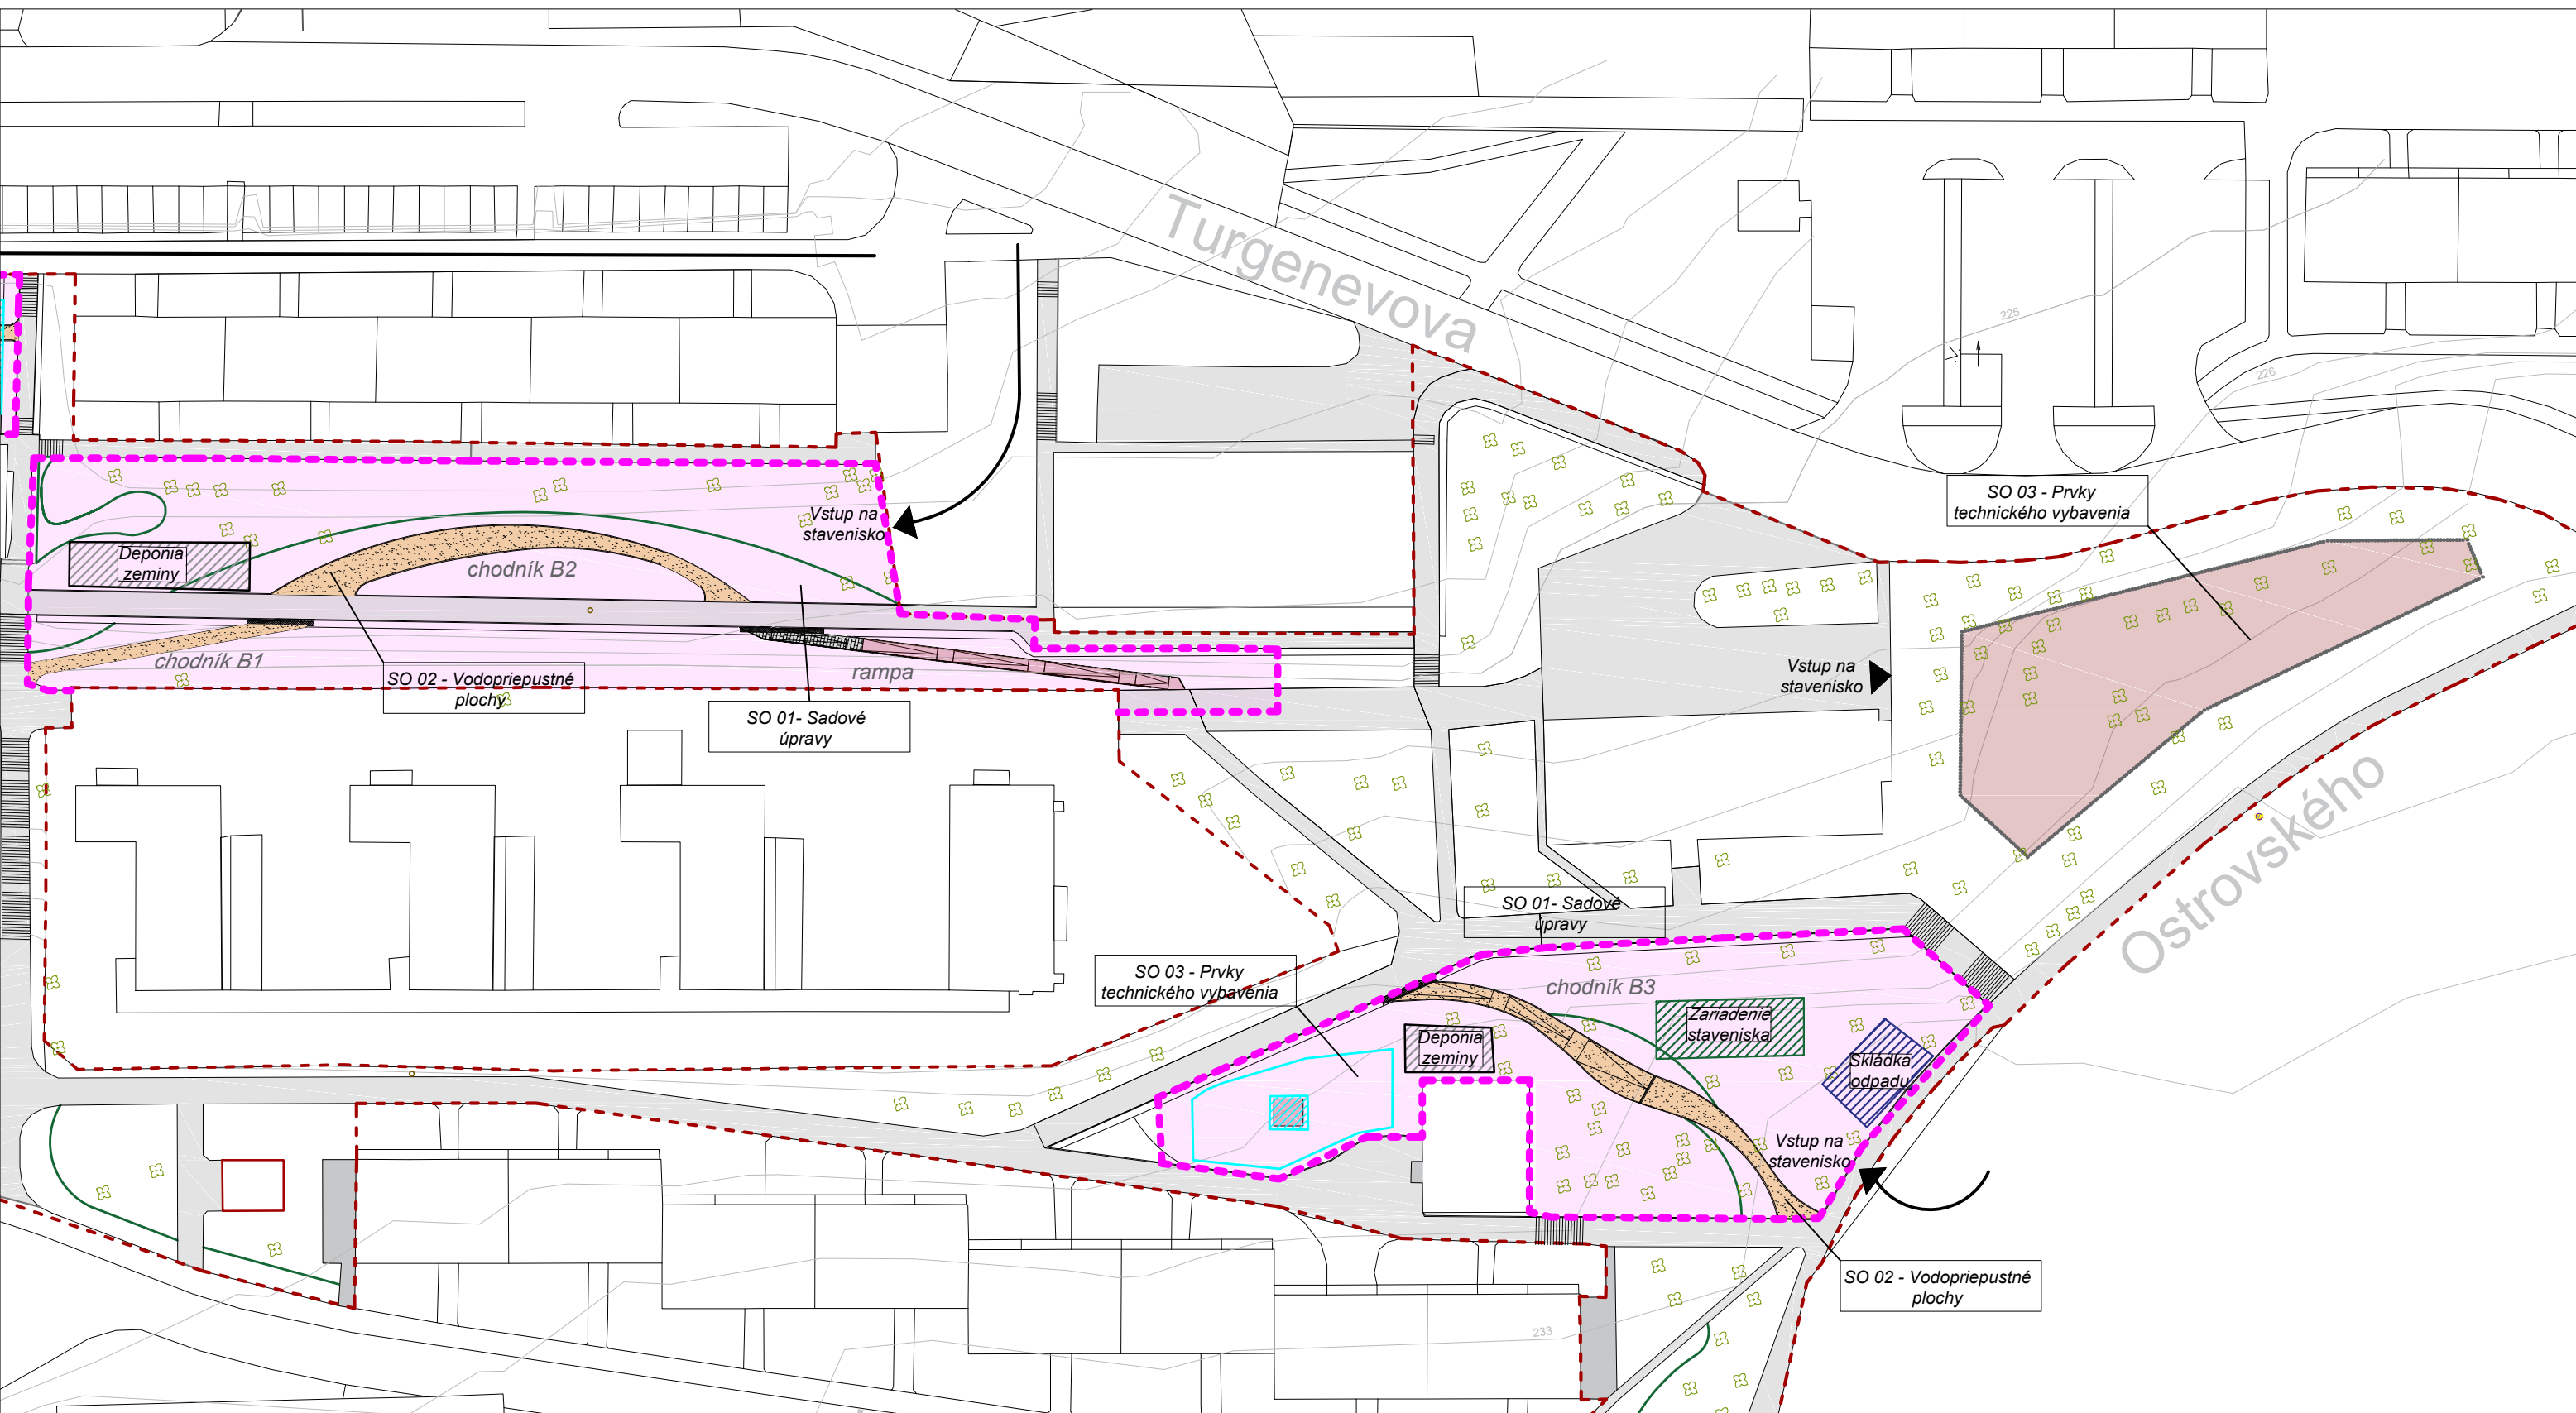 Turgenevova
225
226
SO 03 - Prvky
technického vybavenia
Vstup na
stavenisko
Deponia
zeminy
chodník B2
chodník B1
SO 02 - Vodopriepustné
plochy
rampa
SO 01- Sadové
úpravy
Vstup na
stavenisko
Ostrovského
SO 01- Sadové
úpravy
SO 03 - Prvky
technického vybavenia
chodník B3
Zariadenie
staveniska
Deponia
zeminy
Skládka
odpadu
Vstup na
stavenisko
SO 02 - Vodopriepustné
plochy
233